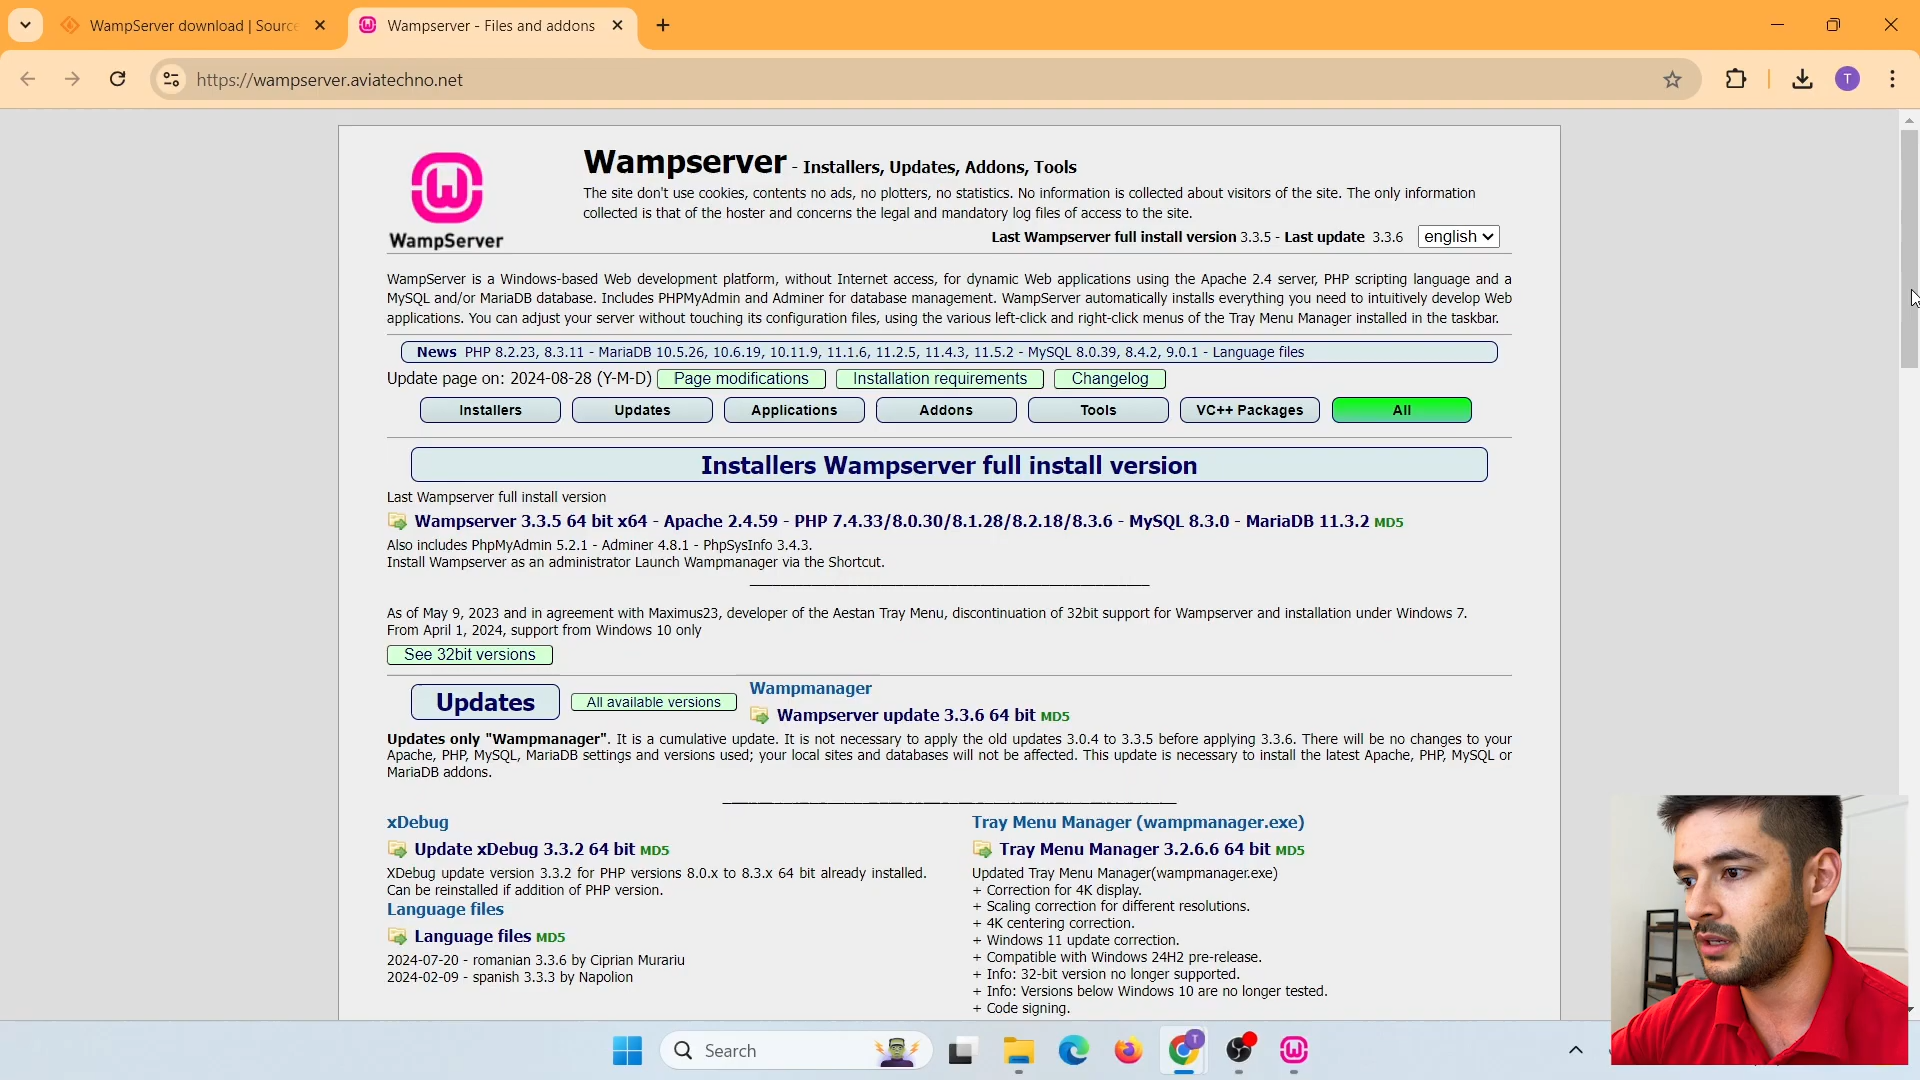 WampServer download | Source
Wampserver - Files and addons
https://wampserver.aviatechno.net
T
Wampserver - Installers, Updates, Addons, Tools
The site don't use cookies, contents no ads, no plotters, no statistics. No information is collected about visitors of the site. The only information
collected is that of the hoster and concerns the legal and mandatory log files of access to the site.
WampServer
Last Wampserver full install version 3.3.5 - Last update 3.3.6 english
WampServer is a Windows-based Web development platform, without Internet access, for dynamic Web applications using the Apache 2.4 server, PHP scripting language and a
MySQL and/or MariaDB database. Includes PHPMyAdmin and Adminer for database management. WampServer automatically installs everything you need to intuitively develop Web
applications. You can adjust your server without touching its configuration files, using the various left-click and right-click menus of the Tray Menu Manager installed in the taskbar.
News PHP 8.2.23, 8.3.11 - MariaDB 10.5.26, 10.6.19, 10.11.9, 11.1.6, 11.2.5, 11.4.3, 11.5.2 - MySQL 8.0.39, 8.4.2, 9.0.1 - Language files
Update page on: 2024-08-28 (Y-M-D) Page modifications Installation requirements Changelog
Installers Updates Applications Addons Tools VC++ Packages All
Installers Wampserver full install version
Last Wampserver full install version
Wampserver 3.3.5 64 bit x64 - Apache 2.4.59 - PHP 7.4.33/8.0.30/8.1.28/8.2.18/8.3.6 - MySQL 8.3.0 - MariaDB 11.3.2 MD5
Also includes PhpMyAdmin 5.2.1 - Adminer 4.8.1 - PhpSysInfo 3.4.3.
Install Wampserver as an administrator Launch Wampmanager via the Shortcut.
As of May 9, 2023 and in agreement with Maximus23, developer of the Aestan Tray Menu, discontinuation of 32bit support for Wampserver and installation under Windows 7.
From April 1, 2024, support from Windows 10 only
See 32bit versions
Updates All available versions Wampmanager
Wampserver update 3.3.6 64 bit MD5
Updates only "Wampmanager". It is a cumulative update. It is not necessary to apply the old updates 3.0.4 to 3.3.5 before applying 3.3.6. There will be no changes to your
Apache, PHP, MySQL, MariaDB settings and versions used; your local sites and databases will not be affected. This update is necessary to install the latest Apache, PHP, MySQL or
MariaDB addons.
xDebug
Update xDebug 3.3.2 64 bit MD5
XDebug update version 3.3.2 for PHP versions 8.0.x to 8.3.x 64 bit already installed.
Can be reinstalled if addition of PHP version.
Language files
Language files MD5
2024-07-20 - romanian 3.3.6 by Ciprian Murariu
2024-02-09 - spanish 3.3.3 by Napolion
Tray Menu Manager (wampmanager.exe)
Tray Menu Manager 3.2.6.6 64 bit MD5
Updated Tray Menu Manager(wampmanager.exe)
+ Correction for 4K display.
+ Scaling correction for different resolutions.
+ 4K centering correction.
+ Windows 11 update correction.
+ Compatible with Windows 24H2 pre-release.
+ Info: 32-bit version no longer supported.
+ Info: Versions below Windows 10 are no longer tested.
+ Code signing.
Search
T